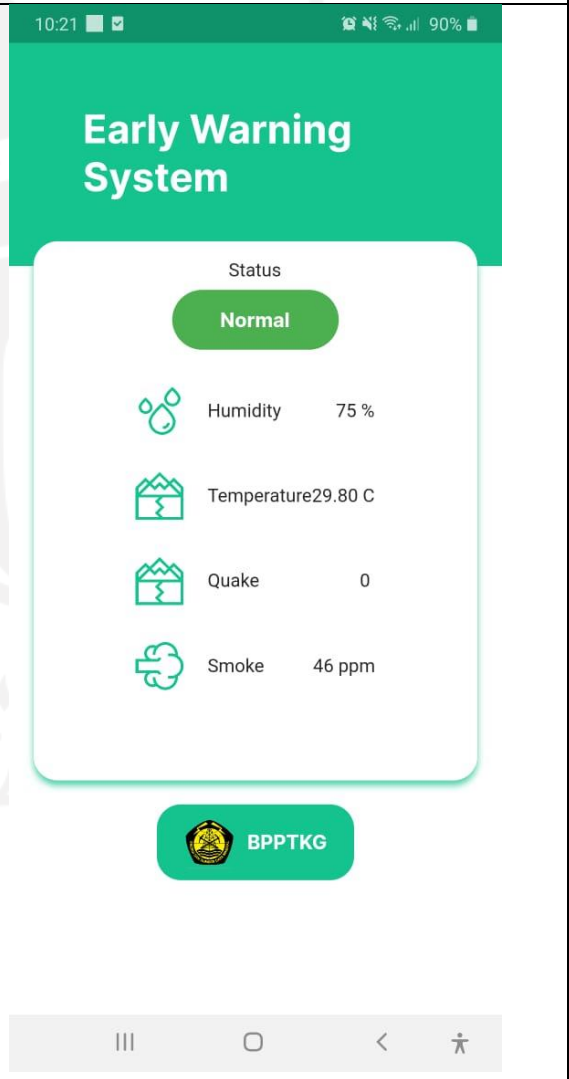 10:21 90%
Early Warning
System
Status
Normal
Humidity 75 %
Temperature29.80 C
Quake 0
Smoke 46 ppm
BPPTKG